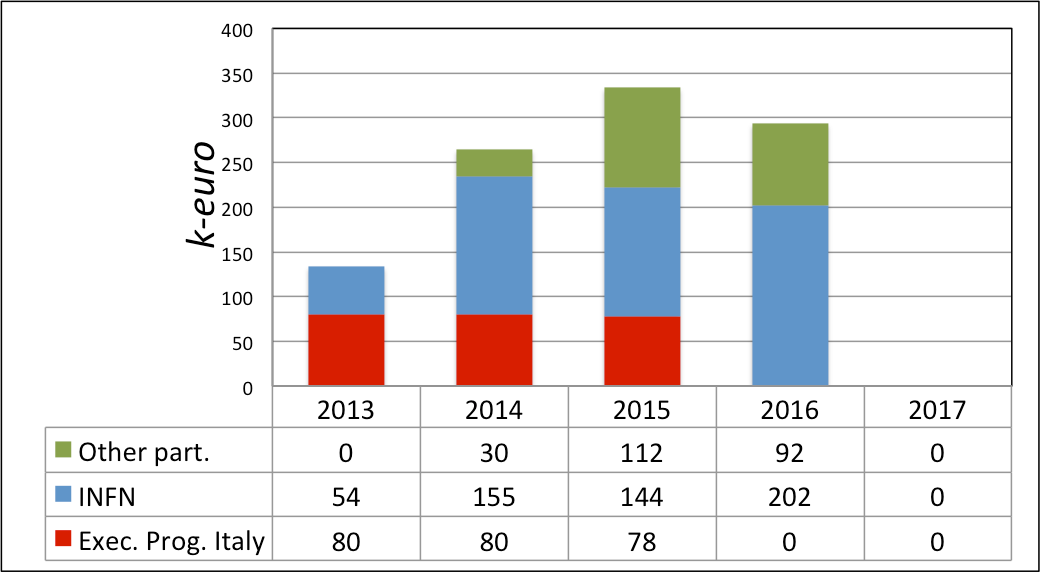 400
350
300
250
200
150
100
50
0
k-euro
2013 2014 2015 2016 2017
Other part. 0 30 112 92 0
INFN 54 155 144 202 0
Exec. Prog. Italy 80 80 78 0 0